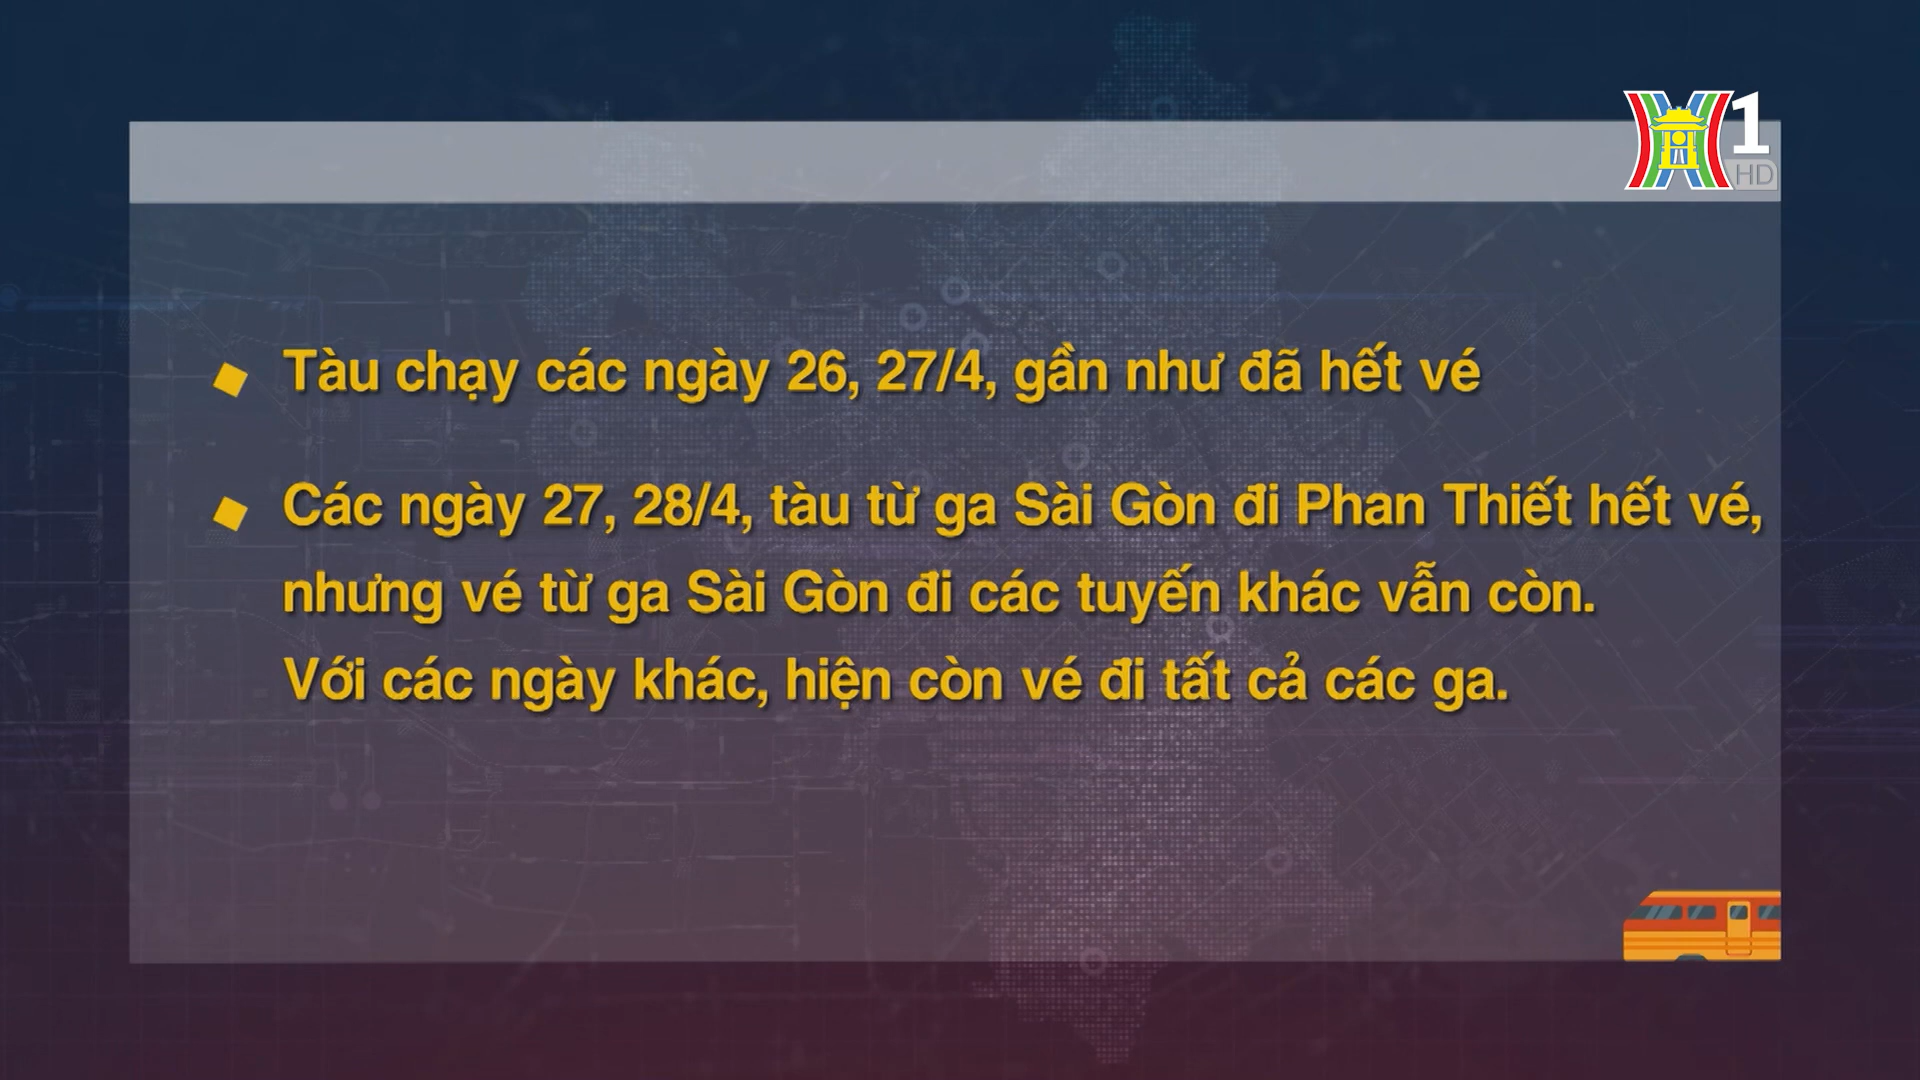 1
HD
Tàu chạy các ngày 26, 27/4, gần như đã hết vé
Các ngày 27, 28/4, tàu từ ga Sài Gòn đi Phan Thiết hết vé,
nhưng vé từ ga Sài Gòn đi các tuyến khác vẫn còn.
Với các ngày khác, hiện còn vé đi tất cả các ga.